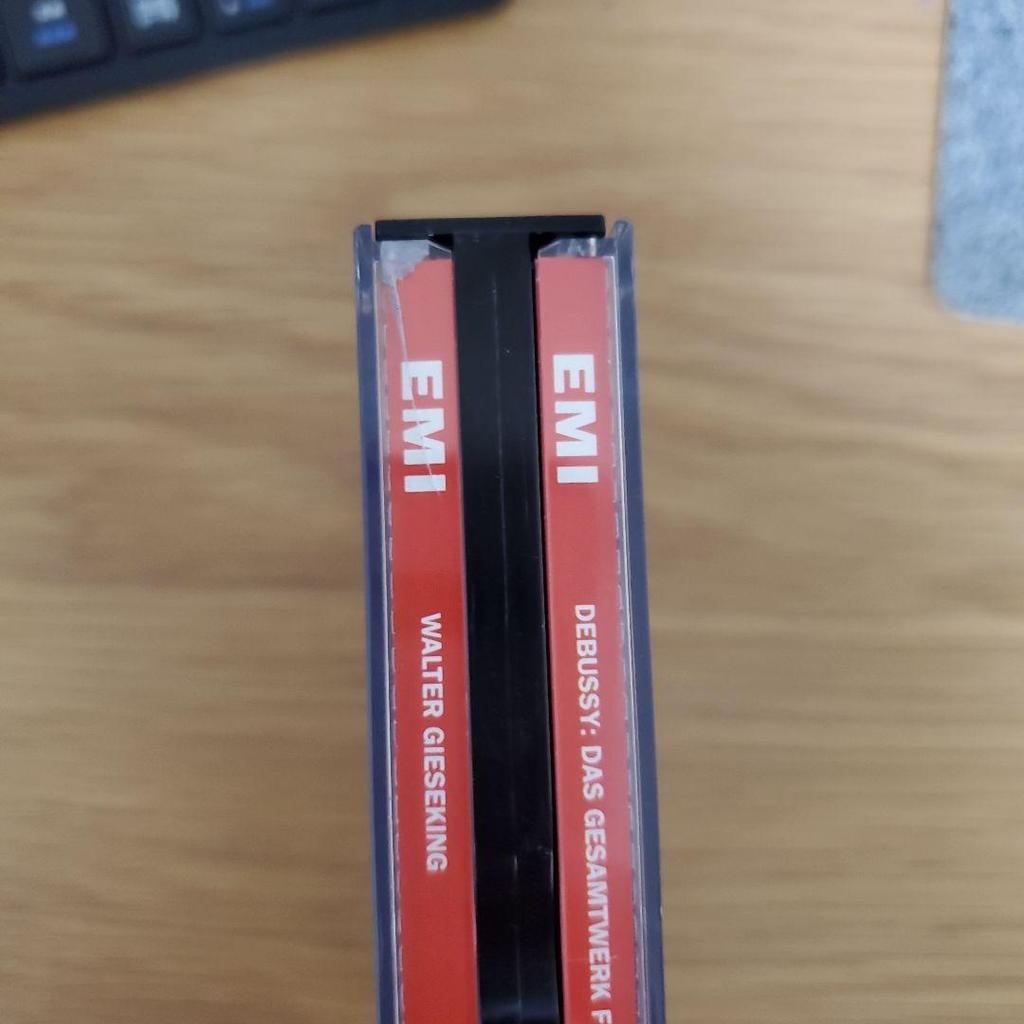 EMI
WALTER GIESEKING
EMI
DEBUSSY: DAS GESAMTWERK F